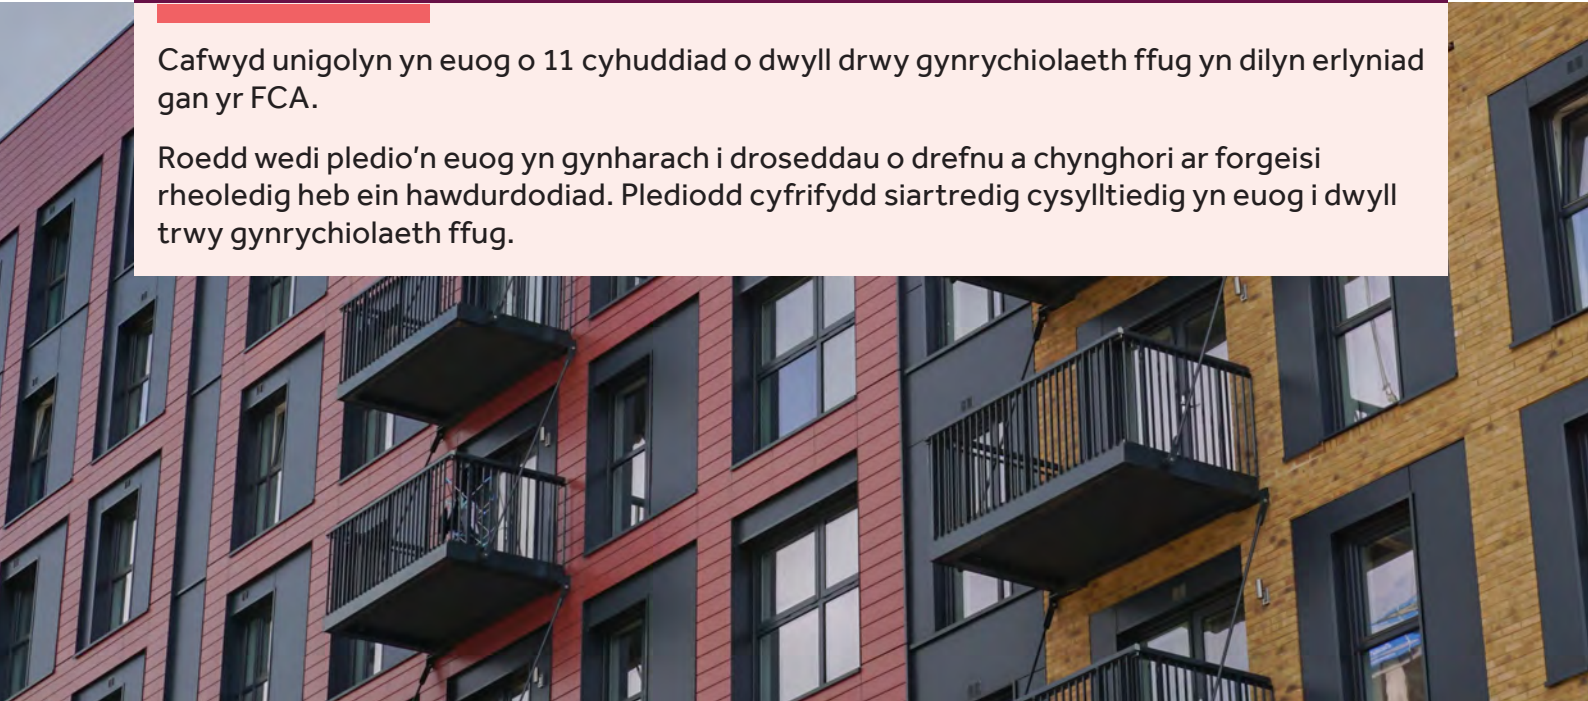 Cafwyd unigolyn yn euog o 11 cyhuddiad o dwyll drwy gynrychiolaeth ffug yn dilyn erlyniad
gan yr FCA.
Roedd wedi pledio’n euog yn gynharach i droseddau o drefnu a chynghori ar forgeisi
rheoledig heb ein hawdurdodiad. Plediodd cyfrifydd siartredig cysylltiedig yn euog i dwyll
trwy gynrychiolaeth ffug.